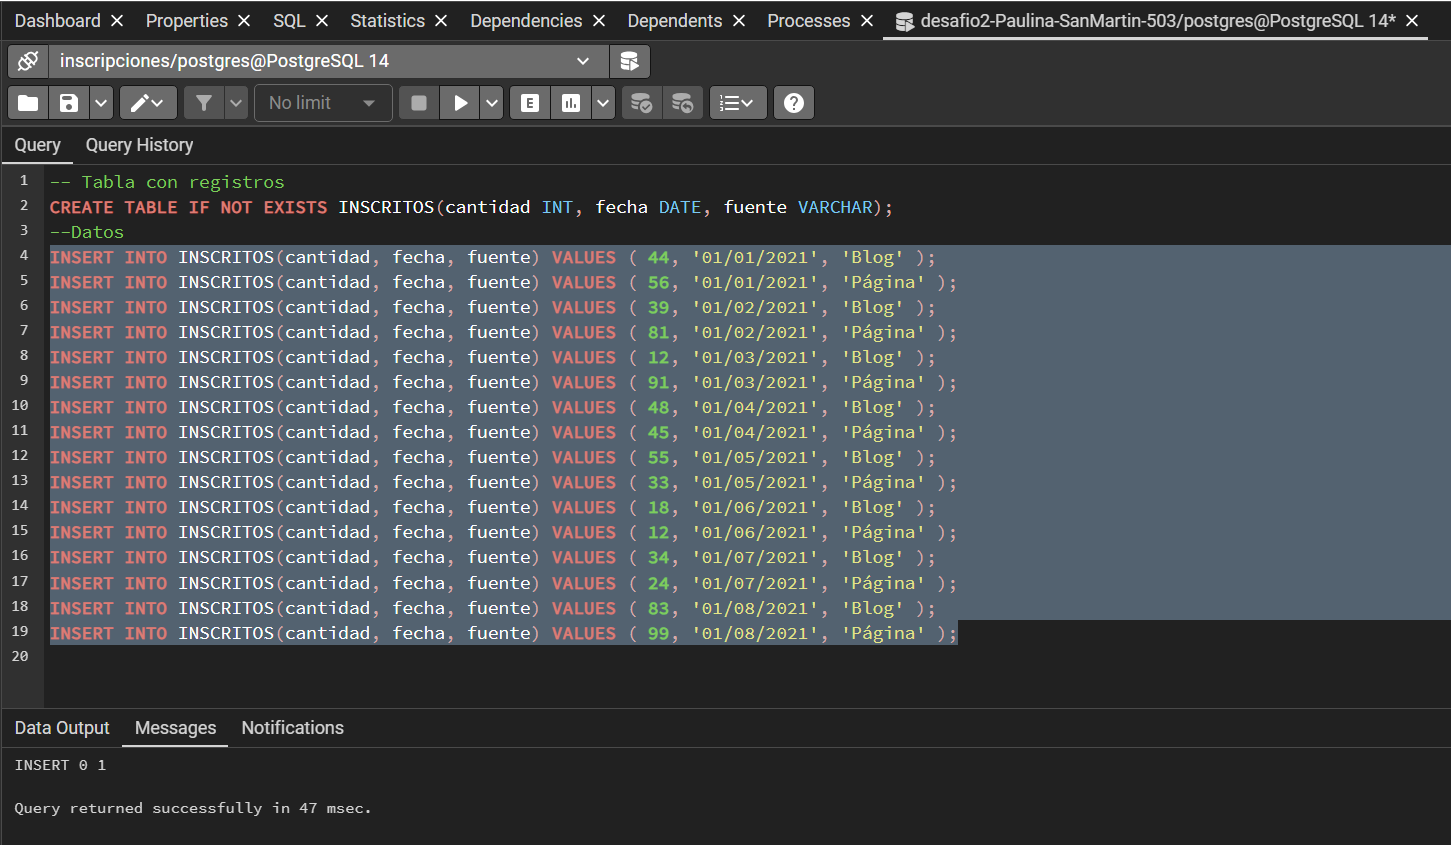 Dashboard × Properties × SQL × Statistics × Dependencies × Dependents × Processes × desafio2-Paulina-SanMartin-503/postgres@PostgreSQL 14* ×
inscripciones/postgres@PostgreSQL 14
No limit E ?
Query Query History
1 -- Tabla con registros
2 CREATE TABLE IF NOT EXISTS INSCRITOS(cantidad INT, fecha DATE, fuente VARCHAR);
3 --Datos
4 INSERT INTO INSCRITOS(cantidad, fecha, fuente) VALUES ( 44, '01/01/2021', 'Blog' );
5 INSERT INTO INSCRITOS(cantidad, fecha, fuente) VALUES ( 56, '01/01/2021', 'Página' );
6 INSERT INTO INSCRITOS(cantidad, fecha, fuente) VALUES ( 39, '01/02/2021', 'Blog' );
7 INSERT INTO INSCRITOS(cantidad, fecha, fuente) VALUES ( 81, '01/02/2021', 'Página' );
8 INSERT INTO INSCRITOS(cantidad, fecha, fuente) VALUES ( 12, '01/03/2021', 'Blog' );
9 INSERT INTO INSCRITOS(cantidad, fecha, fuente) VALUES ( 91, '01/03/2021', 'Página' );
10 INSERT INTO INSCRITOS(cantidad, fecha, fuente) VALUES ( 48, '01/04/2021', 'Blog' );
11 INSERT INTO INSCRITOS(cantidad, fecha, fuente) VALUES ( 45, '01/04/2021', 'Página' );
12 INSERT INTO INSCRITOS(cantidad, fecha, fuente) VALUES ( 55, '01/05/2021', 'Blog' );
13 INSERT INTO INSCRITOS(cantidad, fecha, fuente) VALUES ( 33, '01/05/2021', 'Página' );
14 INSERT INTO INSCRITOS(cantidad, fecha, fuente) VALUES ( 18, '01/06/2021', 'Blog' );
15 INSERT INTO INSCRITOS(cantidad, fecha, fuente) VALUES ( 12, '01/06/2021', 'Página' );
16 INSERT INTO INSCRITOS(cantidad, fecha, fuente) VALUES ( 34, '01/07/2021', 'Blog' );
17 INSERT INTO INSCRITOS(cantidad, fecha, fuente) VALUES ( 24, '01/07/2021', 'Página' );
18 INSERT INTO INSCRITOS(cantidad, fecha, fuente) VALUES ( 83, '01/08/2021', 'Blog' );
19 INSERT INTO INSCRITOS(cantidad, fecha, fuente) VALUES ( 99, '01/08/2021', 'Página' );
20
Data Output Messages Notifications
INSERT 0 1
Query returned successfully in 47 msec.